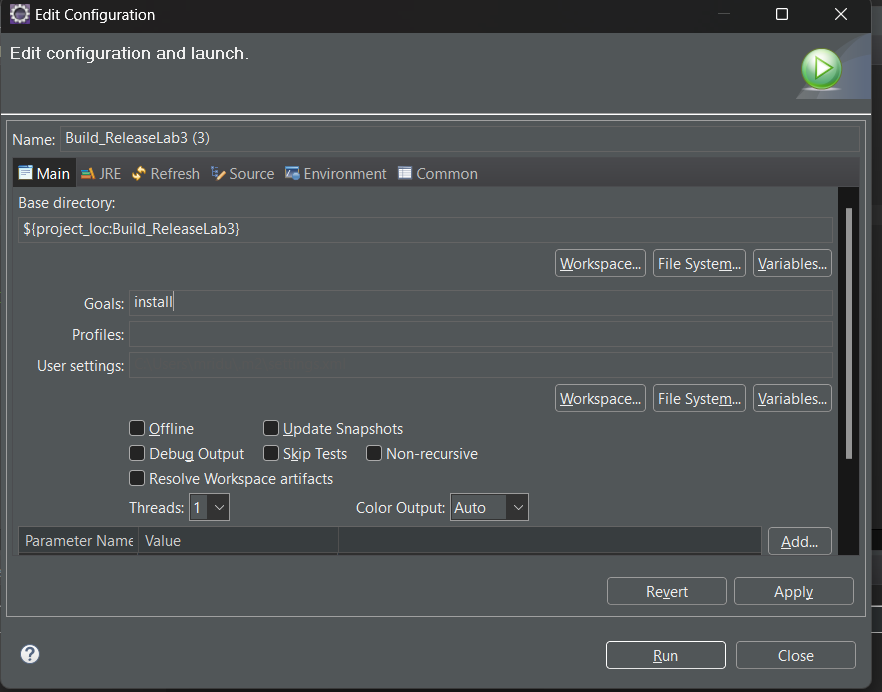 Edit Configuration
Edit configuration and launch.
Name: Build_ReleaseLab3 (3)
Main JRE Refresh Source Environment Common
Base directory:
${project_loc:Build_ReleaseLab3}
Workspace... File System... Variables...
Goals: install
Profiles:
User settings:
Workspace... File System... Variables...
Offline Update Snapshots
Debug Output Skip Tests Non-recursive
Resolve Workspace artifacts
Threads: 1 Color Output: Auto
Parameter Name Value Add...
Revert Apply
? Run Close